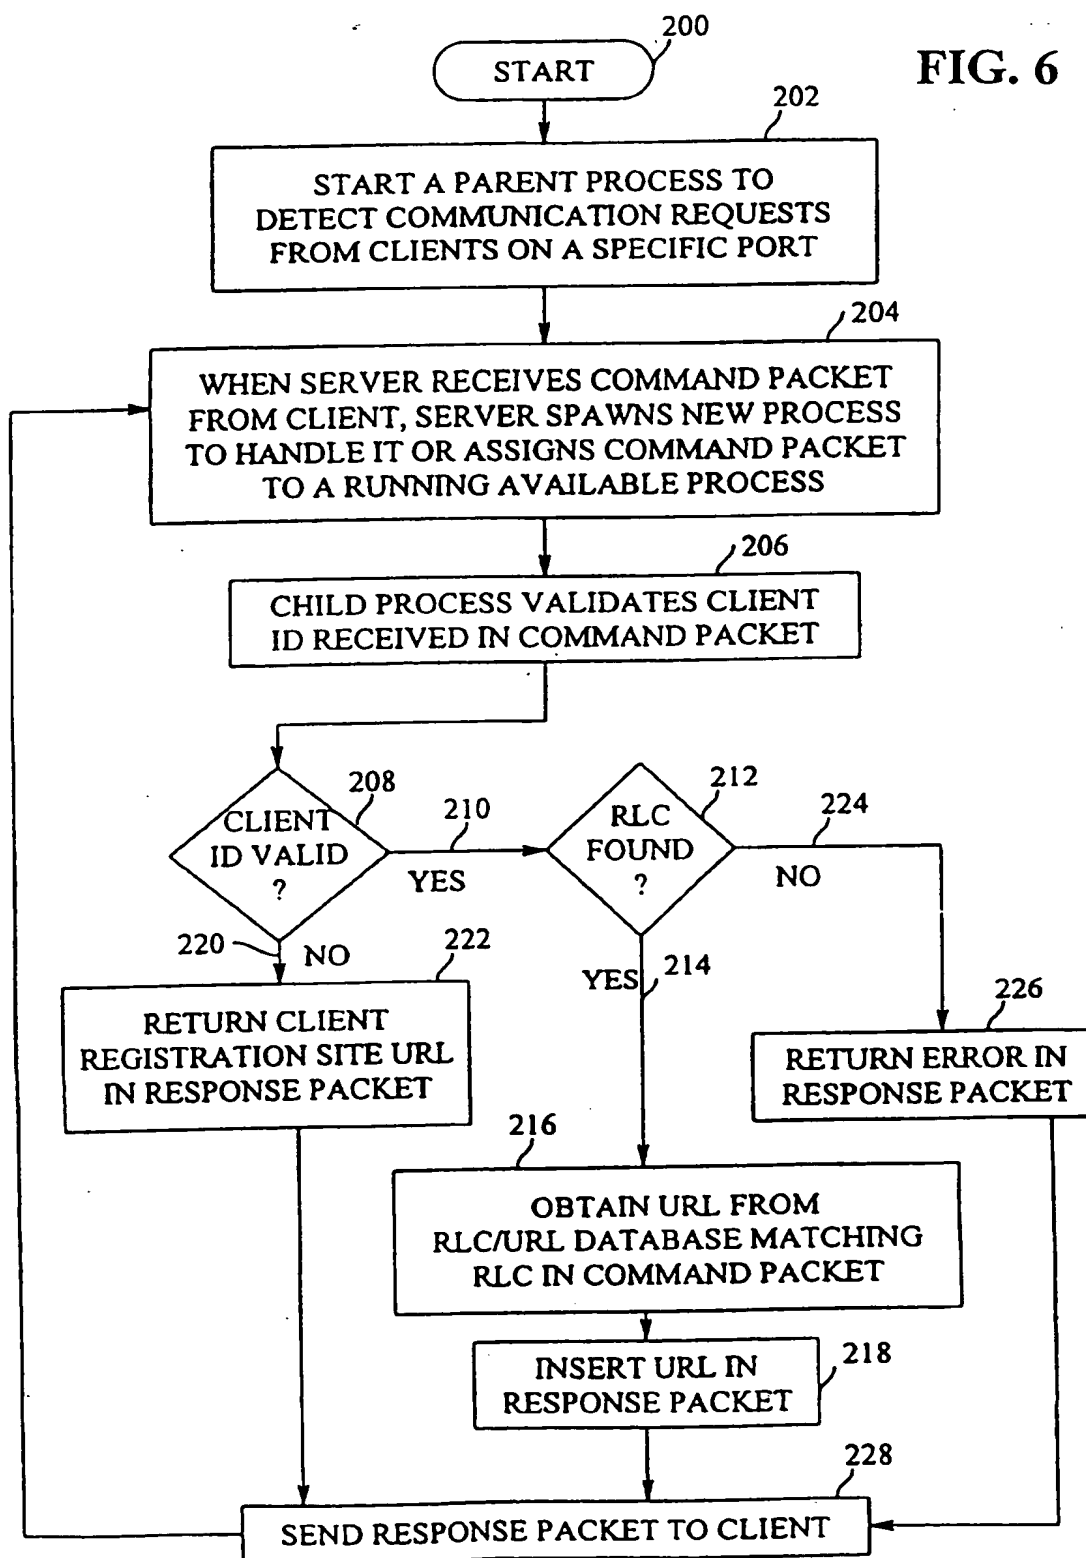 200
START
FIG. 6
202
START A PARENT PROCESS TO
DETECT COMMUNICATION REQUESTS
FROM CLIENTS ON A SPECIFIC PORT
204
WHEN SERVER RECEIVES COMMAND PACKET
FROM CLIENT, SERVER SPAWNS NEW PROCESS
TO HANDLE IT OR ASSIGNS COMMAND PACKET
TO A RUNNING AVAILABLE PROCESS
206
CHILD PROCESS VALIDATES CLIENT
ID RECEIVED IN COMMAND PACKET
208
CLIENT
ID VALID
?
210
YES
212
RLC
FOUND
?
224
NO
220
NO
222
RETURN CLIENT
REGISTRATION SITE URL
IN RESPONSE PACKET
YES
214
226
RETURN ERROR IN
RESPONSE PACKET
216
OBTAIN URL FROM
RLC/URL DATABASE MATCHING
RLC IN COMMAND PACKET
218
INSERT URL IN
RESPONSE PACKET
228
SEND RESPONSE PACKET TO CLIENT